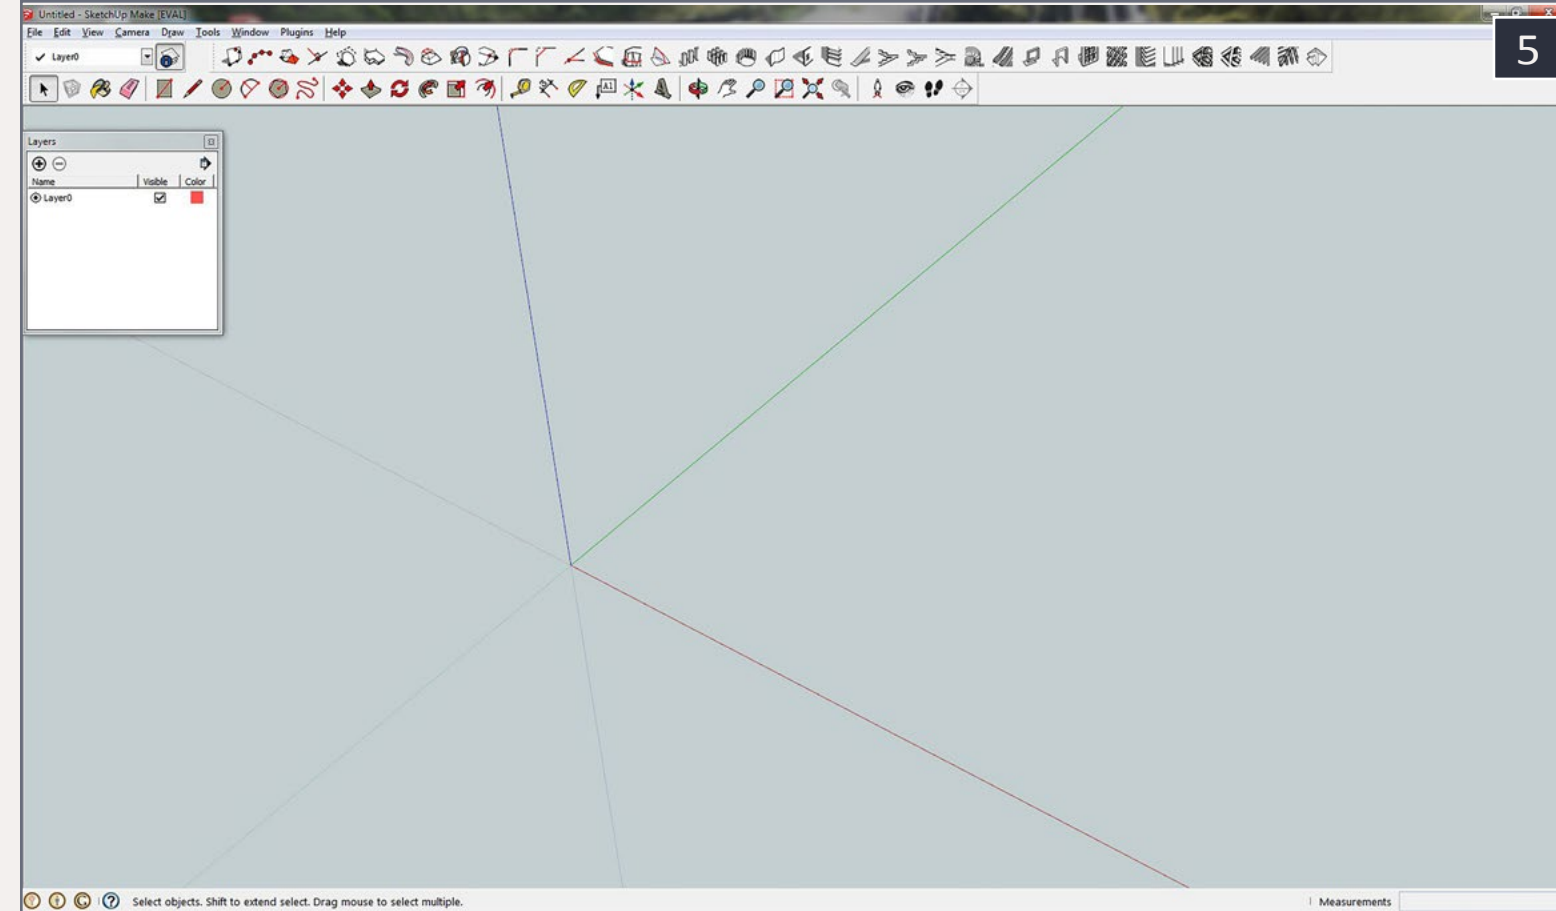 Untitled - SketchUp Make [EVAL]
File Edit View Camera Draw Tools Window Plugins Help
5
Layer0
A1
Layers
Name Visible Color
Layer0
Select objects. Shift to extend select. Drag mouse to select multiple.
Measurements